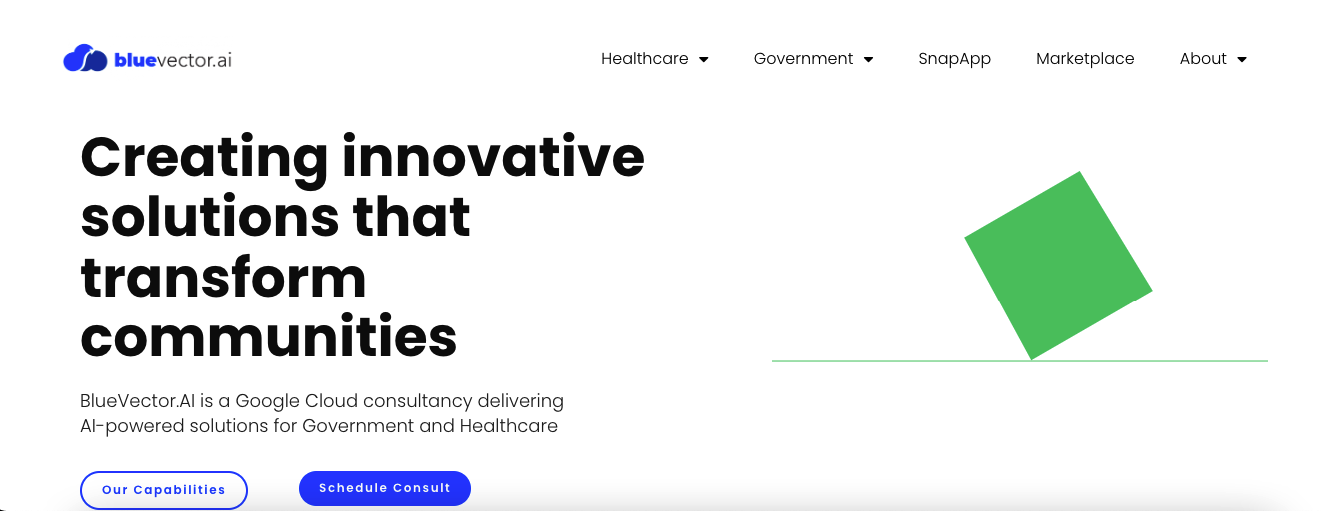 bluevector.ai
Healthcare
Government
SnapApp
Marketplace
About
Creating innovative
solutions that
transform
communities
BlueVector.AI is a Google Cloud consultancy delivering
AI-powered solutions for Government and Healthcare
Our Capabilities
Schedule Consult